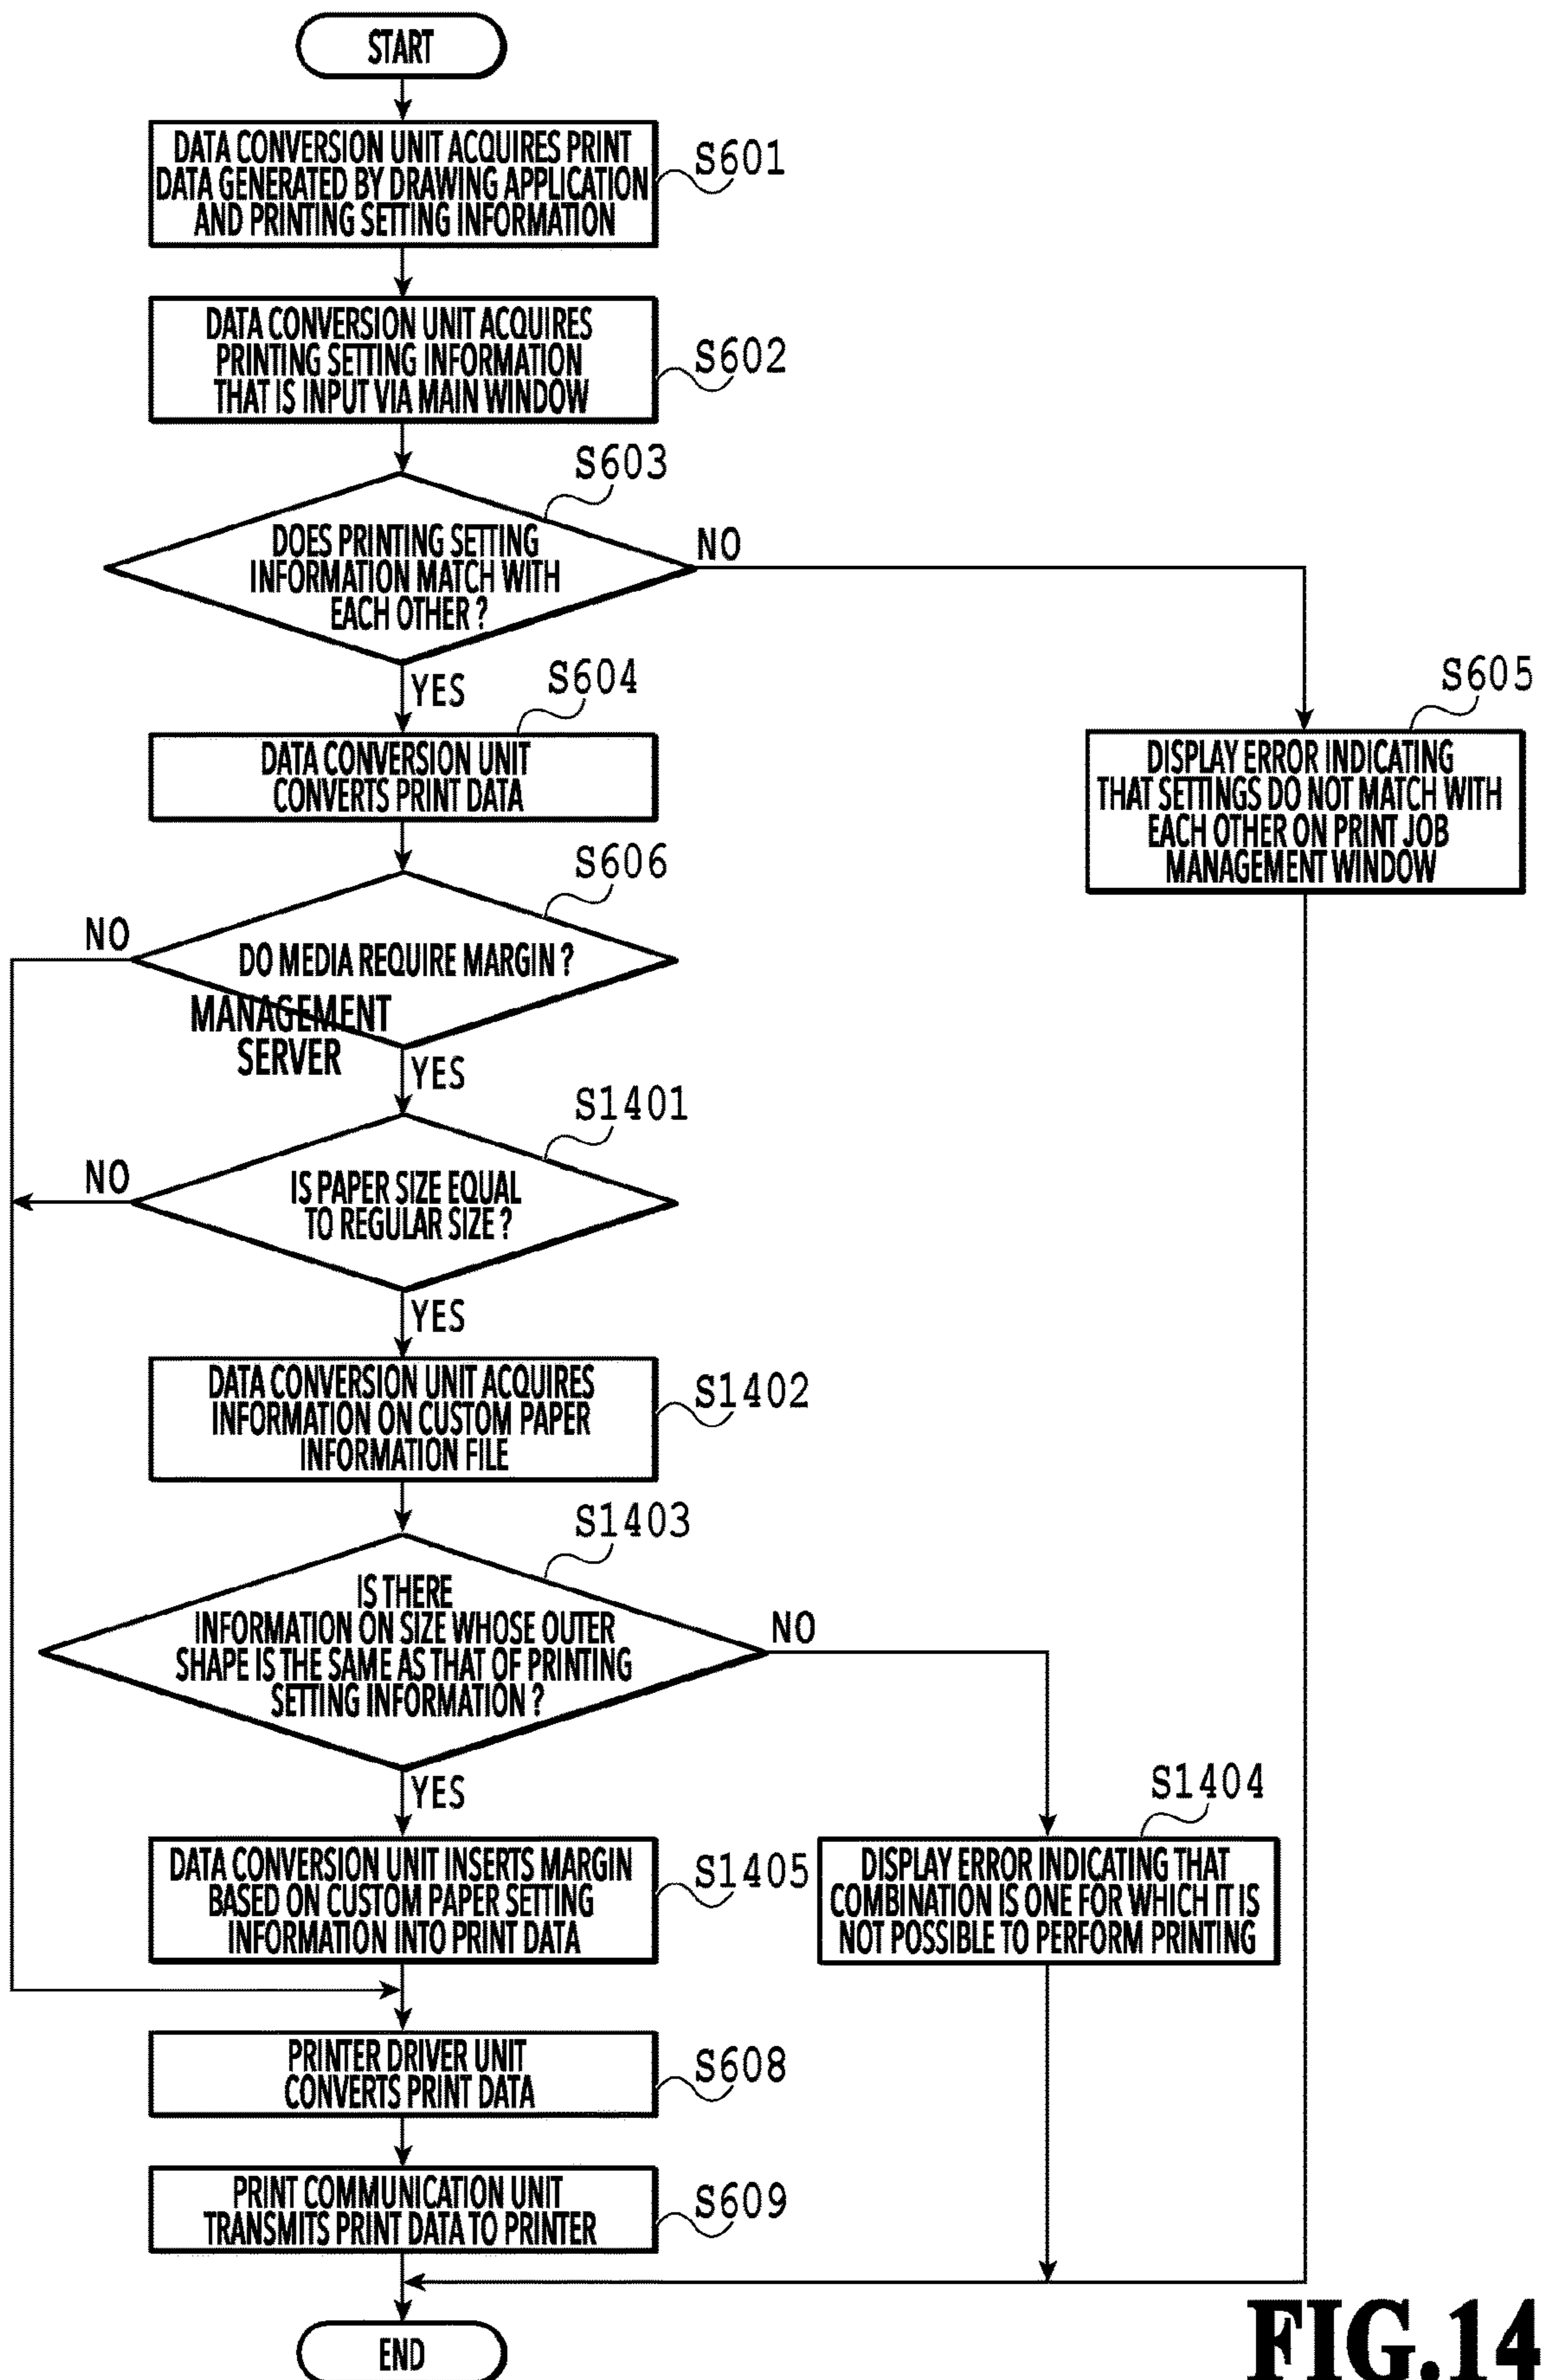 START
DATA CONVERSION UNIT ACQUIRES PRINT
DATA GENERATED BY DRAWING APPLICATION
AND PRINTING SETTING INFORMATION
S601
DATA CONVERSION UNIT ACQUIRES
PRINTING SETTING INFORMATION
THAT IS INPUT VIA MAIN WINDOW
S602
S603
DOES PRINTING SETTING
INFORMATION MATCH WITH
EACH OTHER ?
NO
YES
S604
DATA CONVERSION UNIT
CONVERTS PRINT DATA
S605
DISPLAY ERROR INDICATING
THAT SETTINGS DO NOT MATCH WITH
EACH OTHER ON PRINT JOB
MANAGEMENT WINDOW
S606
NO
DO MEDIA REQUIRE MARGIN ?
MANAGEMENT
SERVER
YES
S1401
NO
IS PAPER SIZE EQUAL
TO REGULAR SIZE ?
YES
DATA CONVERSION UNIT ACQUIRES
INFORMATION ON CUSTOM PAPER
INFORMATION FILE
S1402
S1403
IS THERE
INFORMATION ON SIZE WHOSE OUTER
SHAPE IS THE SAME AS THAT OF PRINTING
SETTING INFORMATION ?
NO
YES
S1404
DISPLAY ERROR INDICATING THAT
COMBINATION IS ONE FOR WHICH IT IS
NOT POSSIBLE TO PERFORM PRINTING
DATA CONVERSION UNIT INSERTS MARGIN
BASED ON CUSTOM PAPER SETTING
INFORMATION INTO PRINT DATA
S1405
PRINTER DRIVER UNIT
CONVERTS PRINT DATA
S608
PRINT COMMUNICATION UNIT
TRANSMITS PRINT DATA TO PRINTER
S609
END
FIG.14